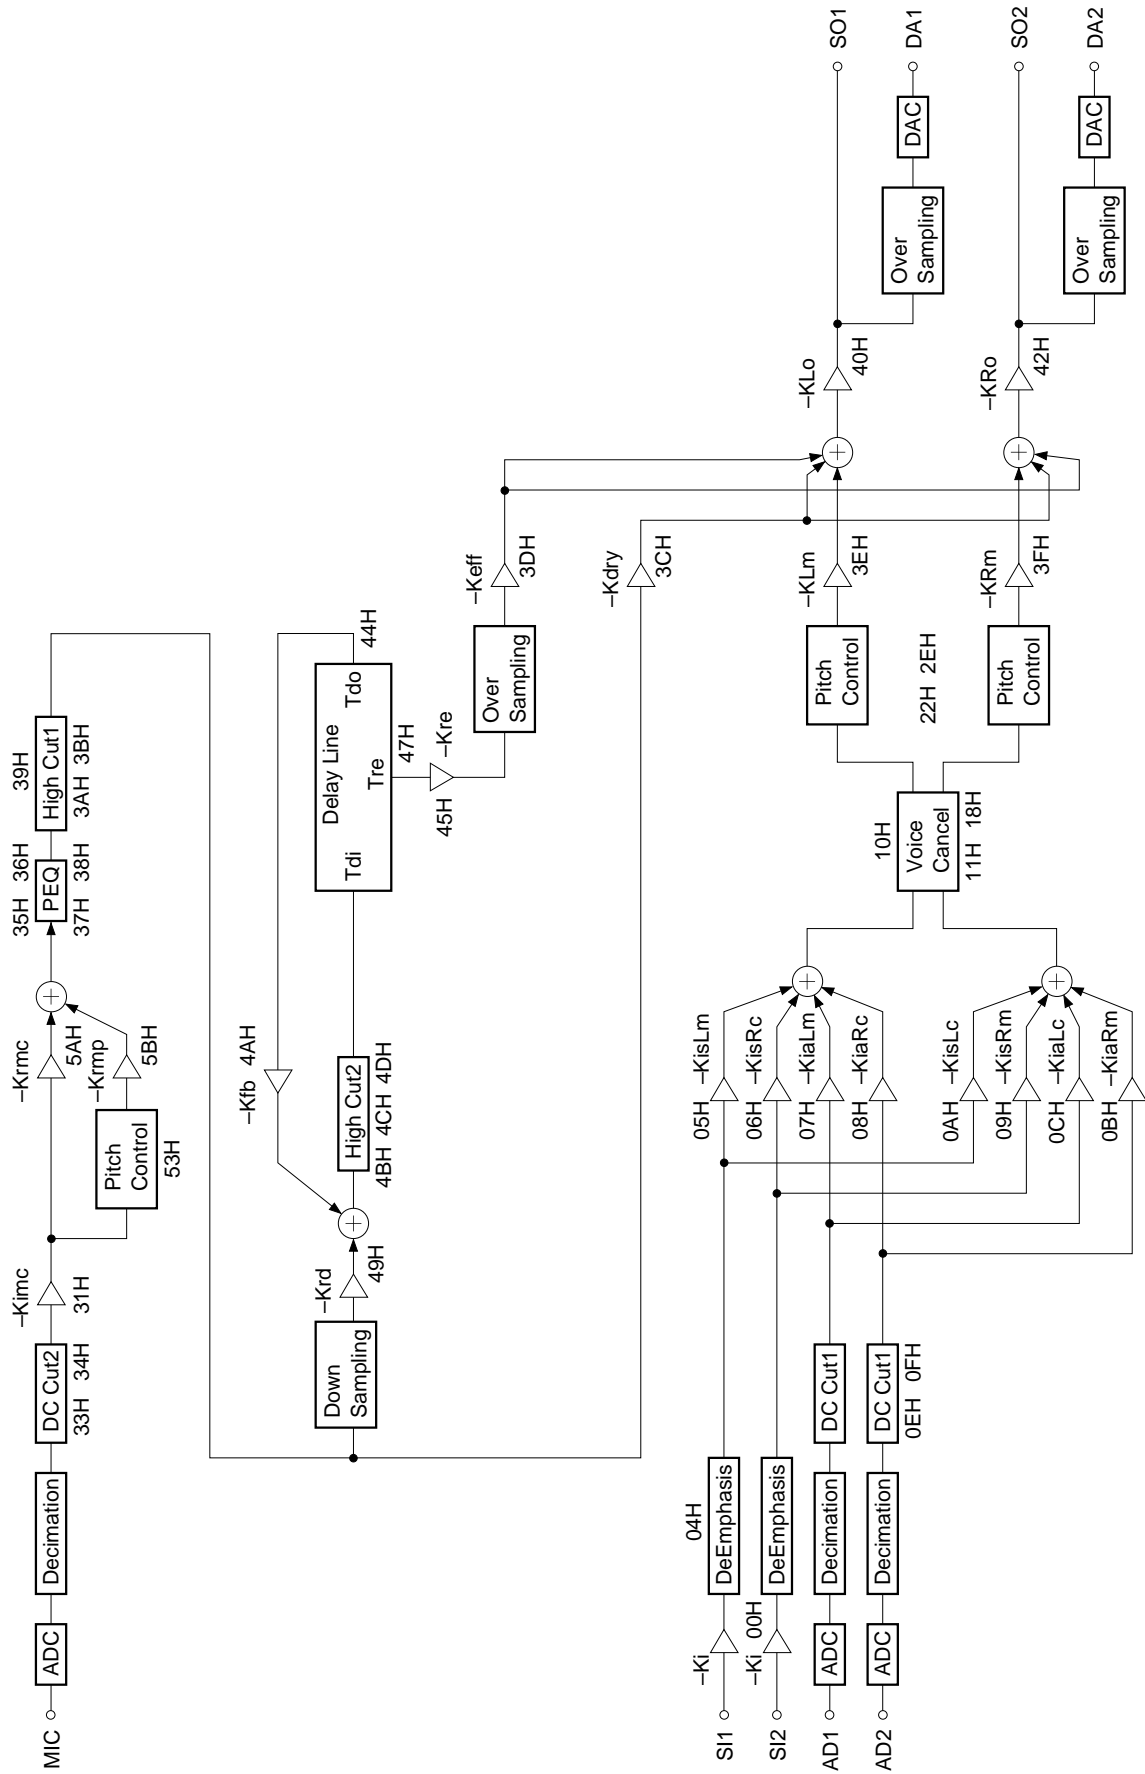 MIC
ADC
Decimation
DC Cut2
33H 34H
–Kimc
31H
Pitch
Control
53H
–Krmc
5AH
–Krmp
5BH
35H 36H
PEQ
37H 38H
39H
High Cut1
3AH 3BH
Down
Sampling
–Krd
49H
–Kfb 4AH
High Cut2
4BH 4CH 4DH
Delay Line
Tdi
Tre
Tdo
44H
47H
45H
–Kre
Over
Sampling
–Keff
3DH
–Kdry
3CH
SI1
–Ki
04H
DeEmphasis
SI2
–Ki
00H
DeEmphasis
AD1
ADC
Decimation
DC Cut1
AD2
ADC
Decimation
DC Cut1
0EH 0FH
05H –KisLm
06H –KisRc
07H –KiaLm
08H –KiaRc
0AH –KisLc
09H –KisRm
0CH –KiaLc
0BH –KiaRm
10H
Voice
Cancel
11H 18H
Pitch
Control
22H 2EH
Pitch
Control
–KLm
3EH
–KRm
3FH
–KLo
40H
–KRo
42H
Over
Sampling
DAC
Over
Sampling
DAC
SO1
DA1
SO2
DA2